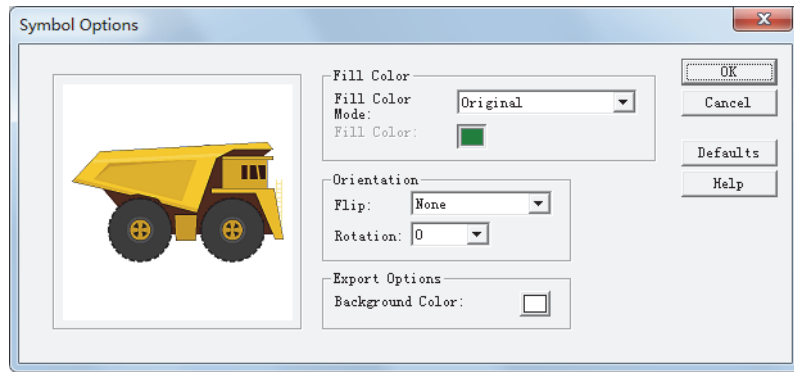 Symbol Options
Fill Color
Fill Color
Mode:
Original
Fill Color:
Orientation
Flip:
None
Rotation:
0
Export Options
Background Color:
OK
Cancel
Defaults
Help